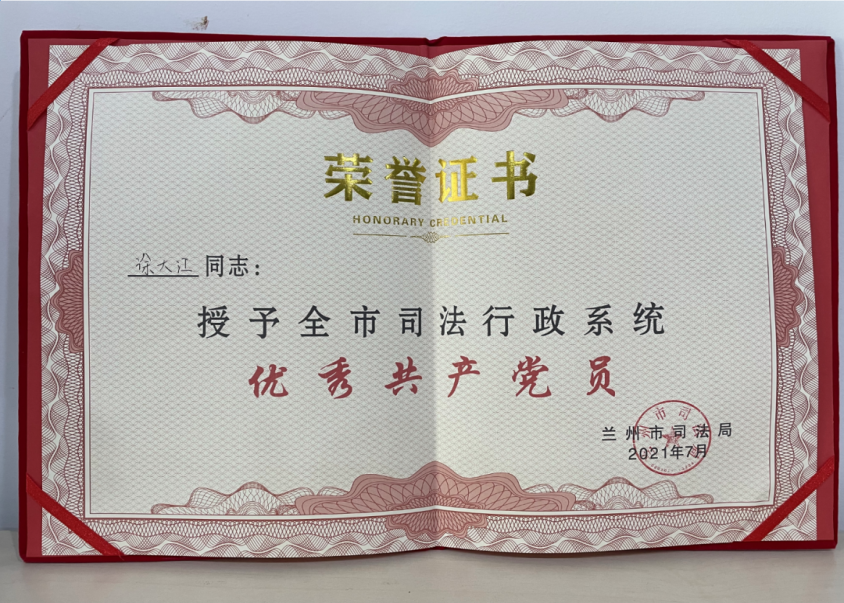 荣誉证书
HONORARY CREDENTIAL
徐大江 同志：
授予全市司法行政系统
优秀共产党员
兰州市司法局
2021年7月